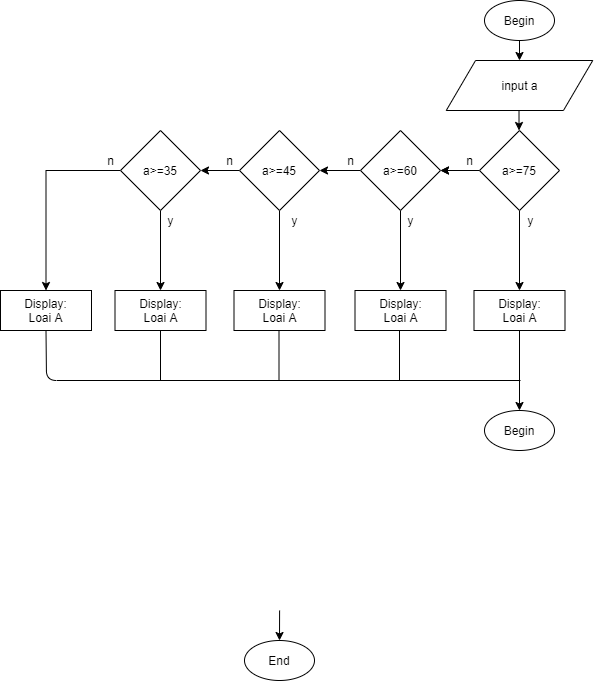 Begin
input a
n
a>=35
n
a>=45
n
a>=60
n
a>=75
y
y
y
y
Display:
Loai A
Display:
Loai A
Display:
Loai A
Display:
Loai A
Display:
Loai A
Begin
End